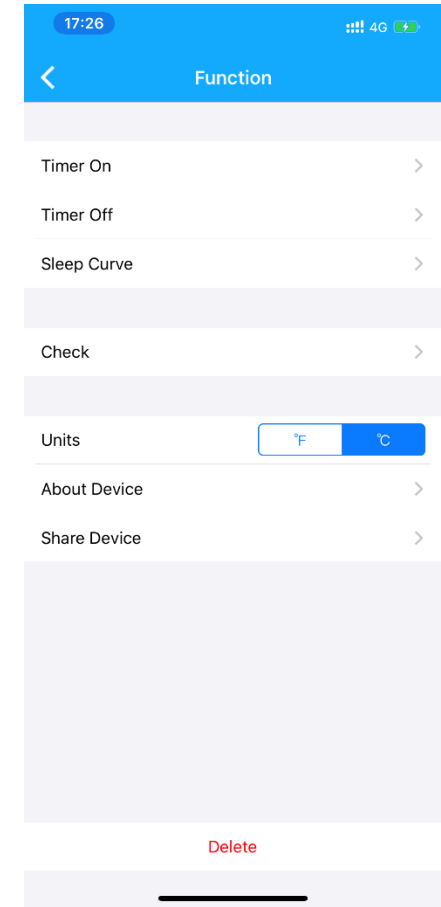 17:26
4G
Function
Timer On
Timer Off
Sleep Curve
Check
Units °F °C
About Device
Share Device
Delete